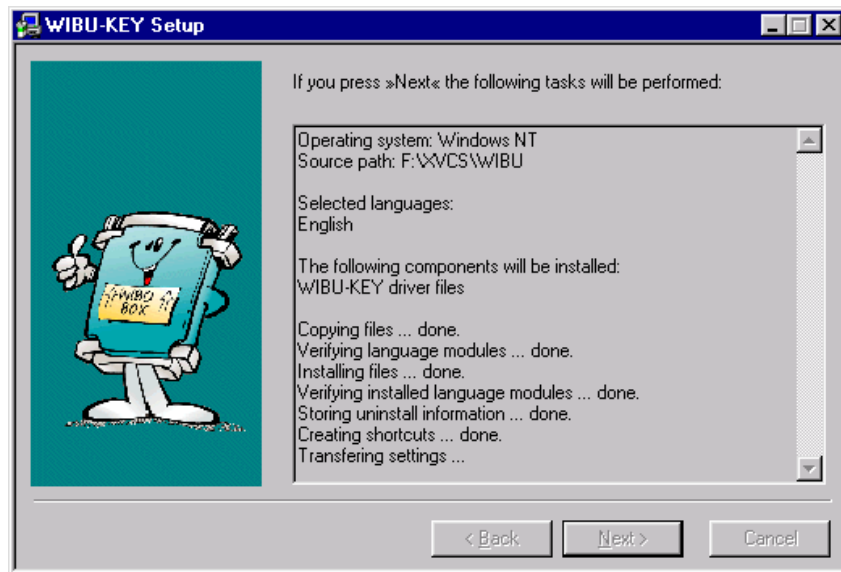 WIBU-KEY Setup
If you press »Next« the following tasks will be performed:
Operating system: Windows NT
Source path: F:\XVCS\WIBU
Selected languages:
English
The following components will be installed:
WIBU-KEY driver files
Copying files ... done.
Verifying language modules ... done.
Installing files ... done.
Verifying installed language modules ... done.
Storing uninstall information ... done.
Creating shortcuts ... done.
Transfering settings ...
WIBU
BOX
< Back
Next >
Cancel